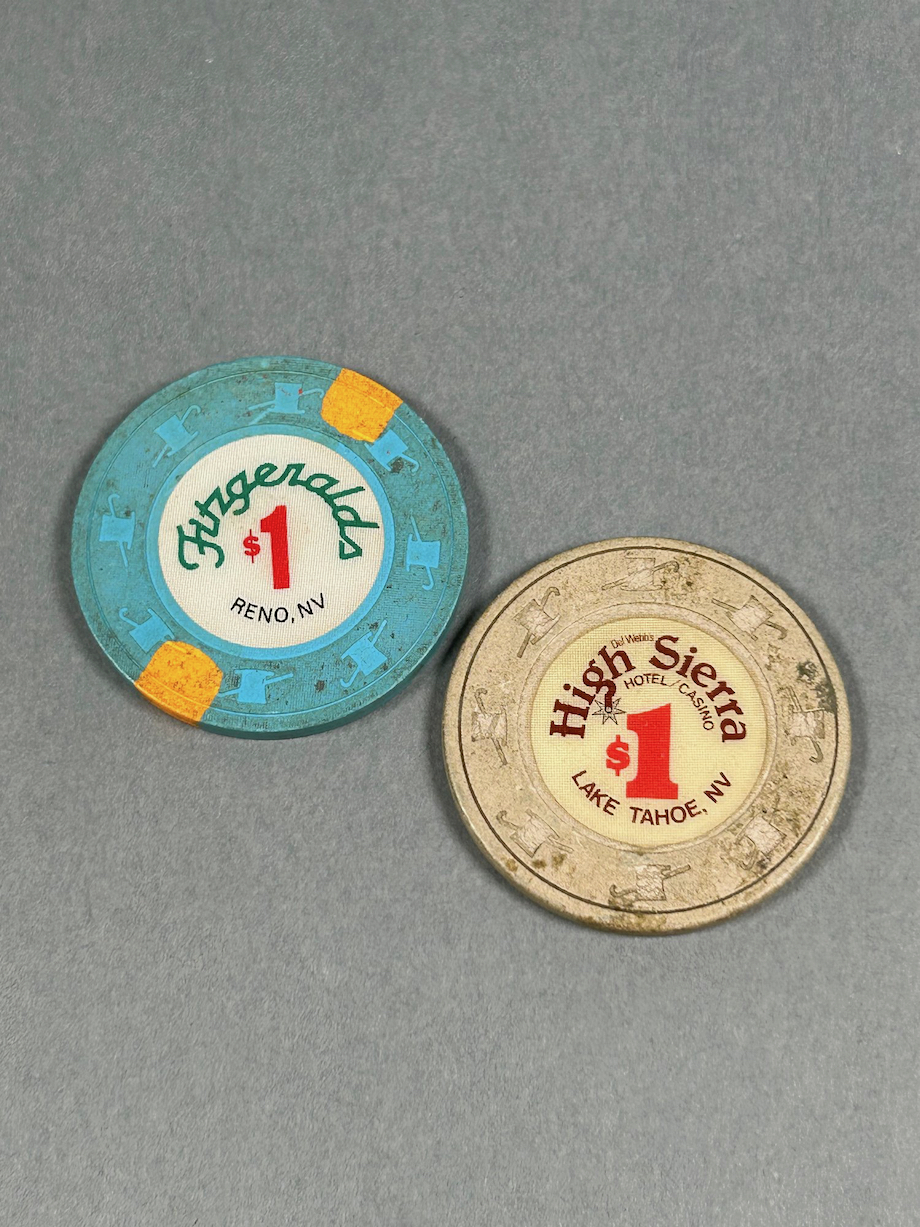 Fitzgeralds
$1
RENO, NV
Del Webb's
High Sierra
HOTEL/CASINO
$1
LAKE TAHOE, NV